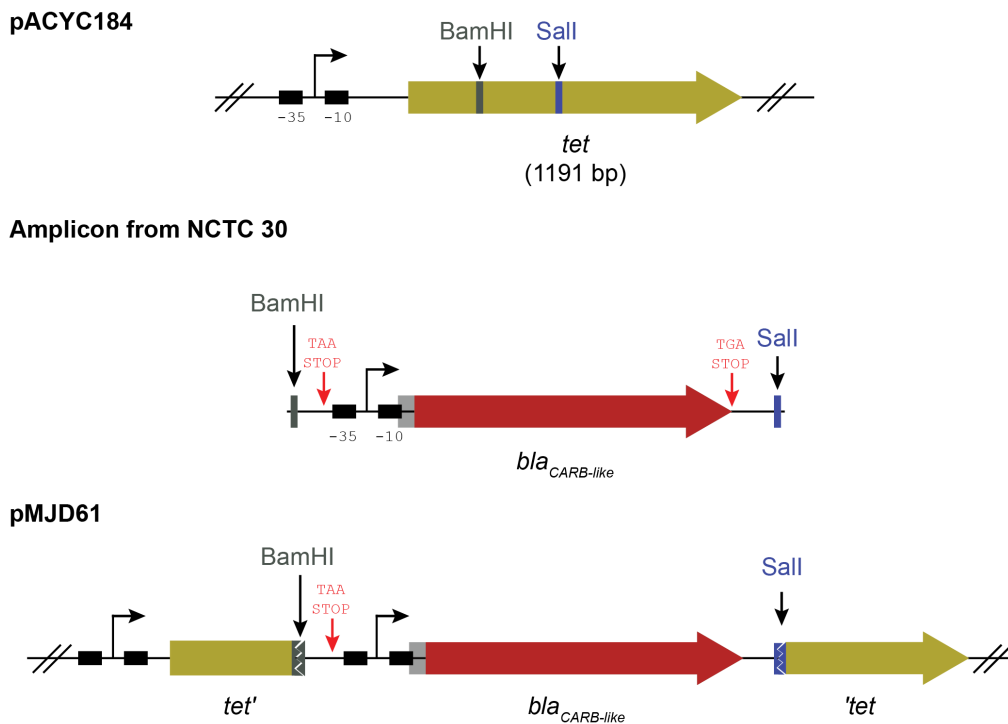 pACYC184
BamHI SalI
-35 -10
tet
(1191 bp)
Amplicon from NCTC 30
BamHI
TAA
STOP
TGA
STOP
SalI
-35 -10
blaCARB-like
pMJD61
BamHI
TAA
STOP
SalI
tet' blaCARB-like 'tet